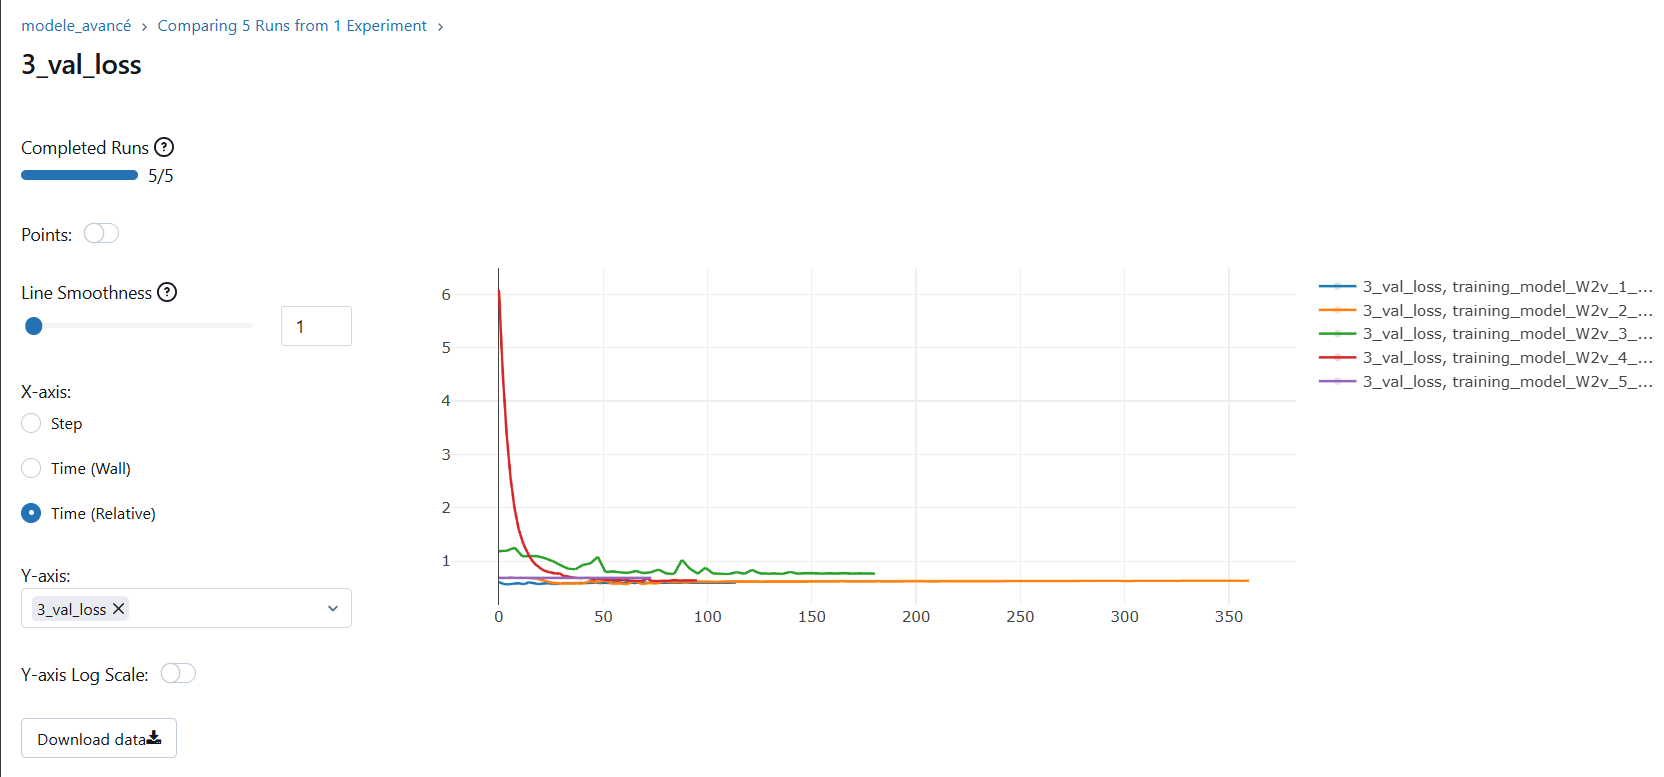 modele_avancé › Comparing 5 Runs from 1 Experiment ›
3_val_loss
Completed Runs ?
5/5
Points:
Line Smoothness ?
1
X-axis:
Step
Time (Wall)
Time (Relative)
Y-axis:
3_val_loss ✕
Y-axis Log Scale:
Download data
6
5
4
3
2
1
0 50 100 150 200 250 300 350
3_val_loss, training_model_W2v_1_...
3_val_loss, training_model_W2v_2_...
3_val_loss, training_model_W2v_3_...
3_val_loss, training_model_W2v_4_...
3_val_loss, training_model_W2v_5_...